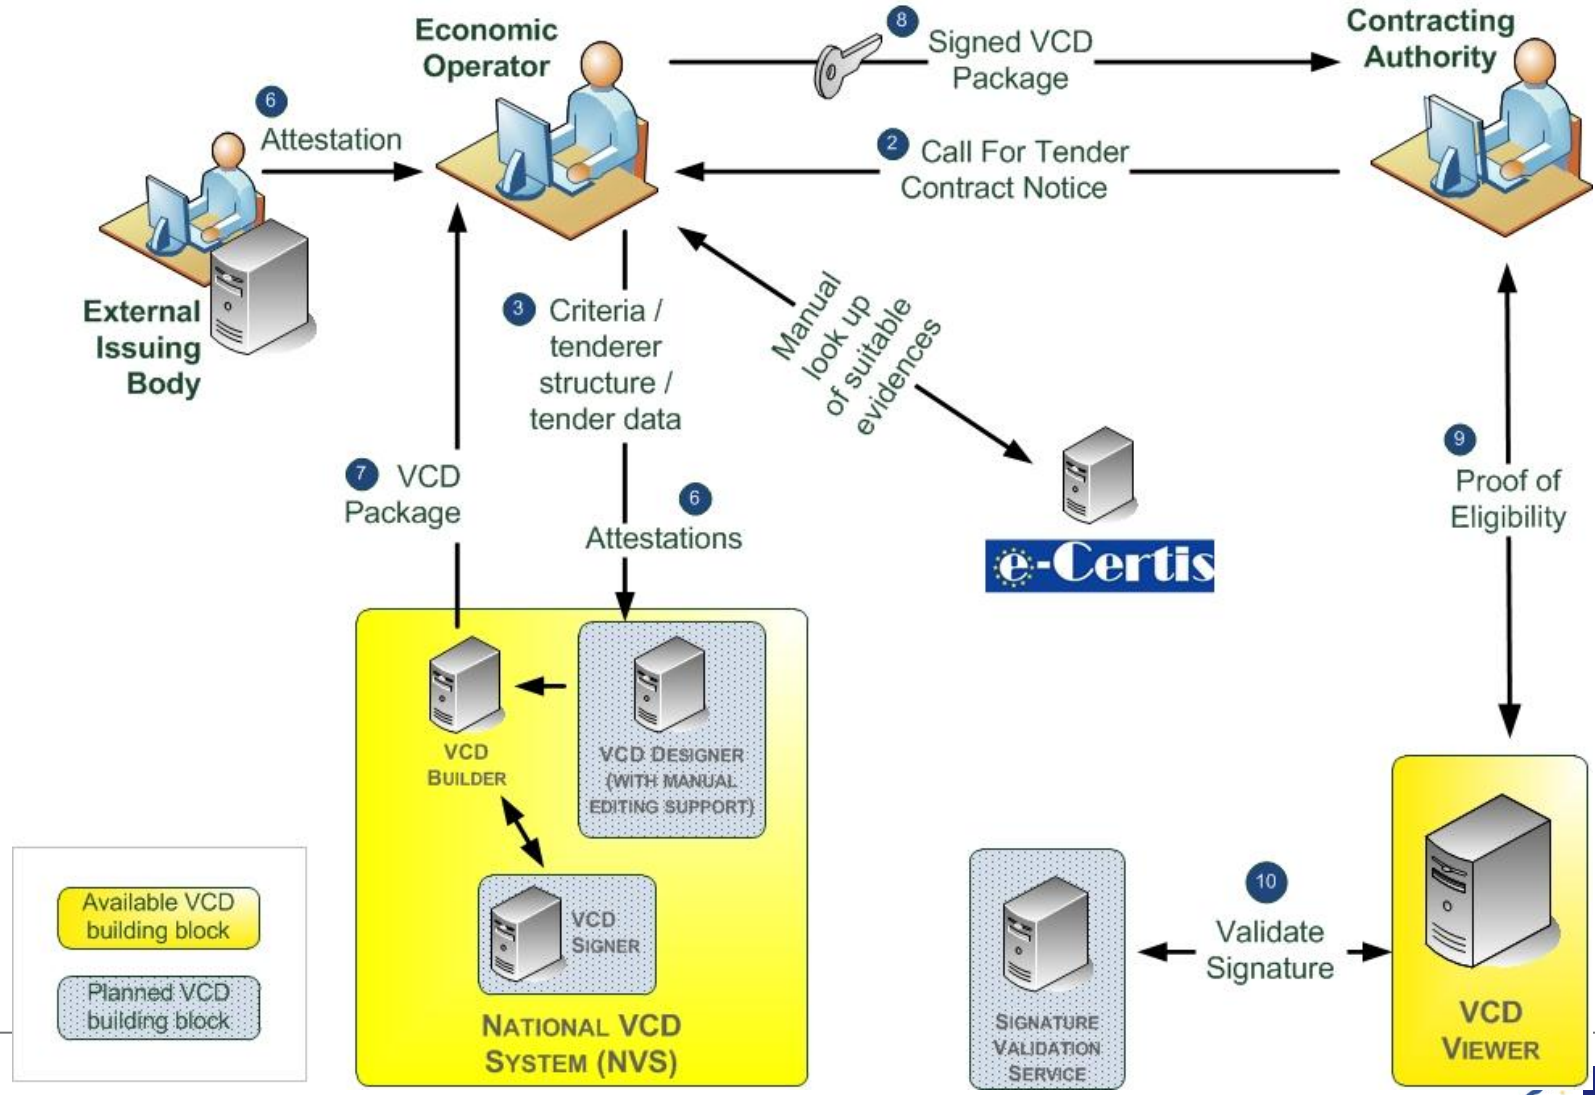 Economic
Operator
8
Signed VCD
Package
Contracting
Authority
6
Attestation
2
Call For Tender
Contract Notice
External
Issuing
Body
3
Criteria /
tenderer
structure /
tender data
Manual
look up
of suitable
evidences
7
VCD
Package
6
Attestations
9
Proof of
Eligibility
e-Certis
VCD
BUILDER
VCD DESIGNER
(WITH MANUAL
EDITING SUPPORT)
VCD
SIGNER
NATIONAL VCD
SYSTEM (NVS)
Available VCD
building block
Planned VCD
building block
SIGNATURE
VALIDATION
SERVICE
10
Validate
Signature
VCD
VIEWER